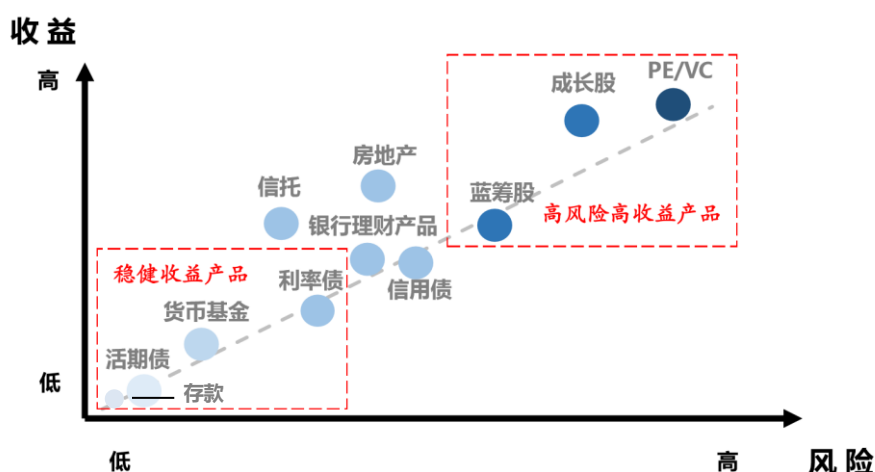 收益
高
PE/VC
成长股
房地产
信托
蓝筹股
高风险高收益产品
银行理财产品
稳健收益产品
利率债
信用债
货币基金
活期债
低
存款
低
高
风险